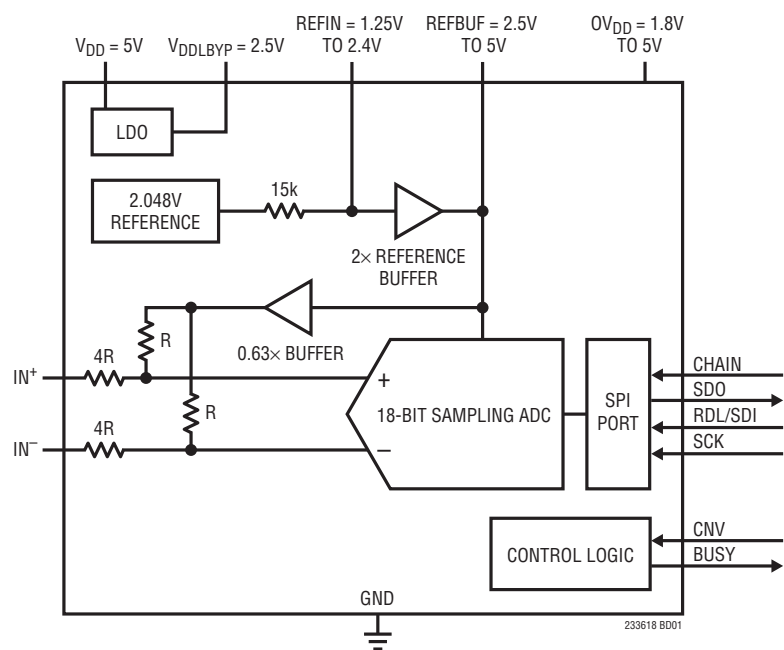 REFIN = 1.25V
TO 2.4V
REFBUF = 2.5V
TO 5V
OVDD = 1.8V
TO 5V
VDD = 5V
VDDLBYP = 2.5V
LDO
2.048V
REFERENCE
15k
2× REFERENCE
BUFFER
0.63× BUFFER
R
4R
IN+
R
4R
IN–
+
–
18-BIT SAMPLING ADC
SPI
PORT
CHAIN
SDO
RDL/SDI
SCK
CONTROL LOGIC
CNV
BUSY
GND
233618 BD01